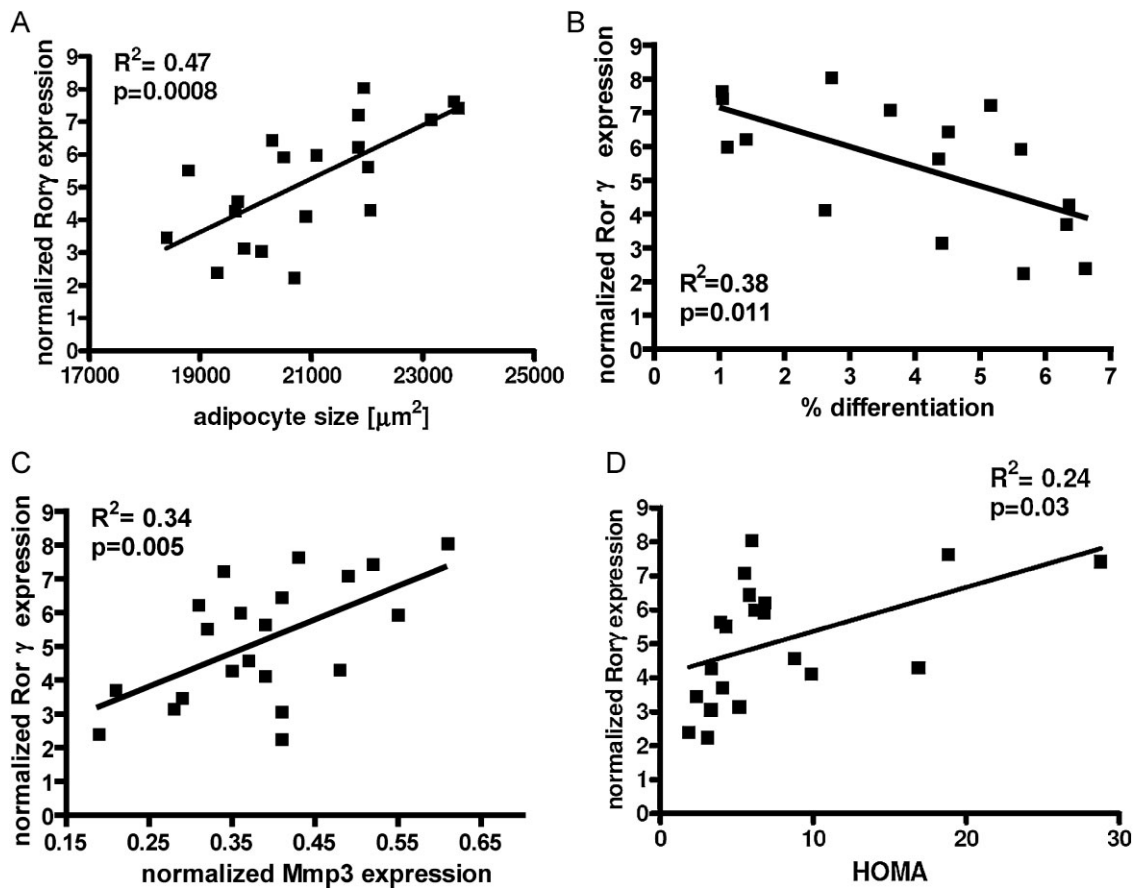 A
R²= 0.47
p=0.0008
normalized Rorγ expression
9
8
7
6
5
4
3
2
1
0
17000 19000 21000 23000 25000
adipocyte size [μm²]
B
normalized Ror γ expression
9
8
7
6
5
4
3
2
1
0
R²=0.38
p=0.011
0 1 2 3 4 5 6 7
% differentiation
C
R²= 0.34
p=0.005
normalized Ror γ expression
9
8
7
6
5
4
3
2
1
0
0.15 0.25 0.35 0.45 0.55 0.65
normalized Mmp3 expression
D
R²= 0.24
p=0.03
normalized Rorγ expression
9
8
7
6
5
4
3
2
1
0
0 10 20 30
HOMA